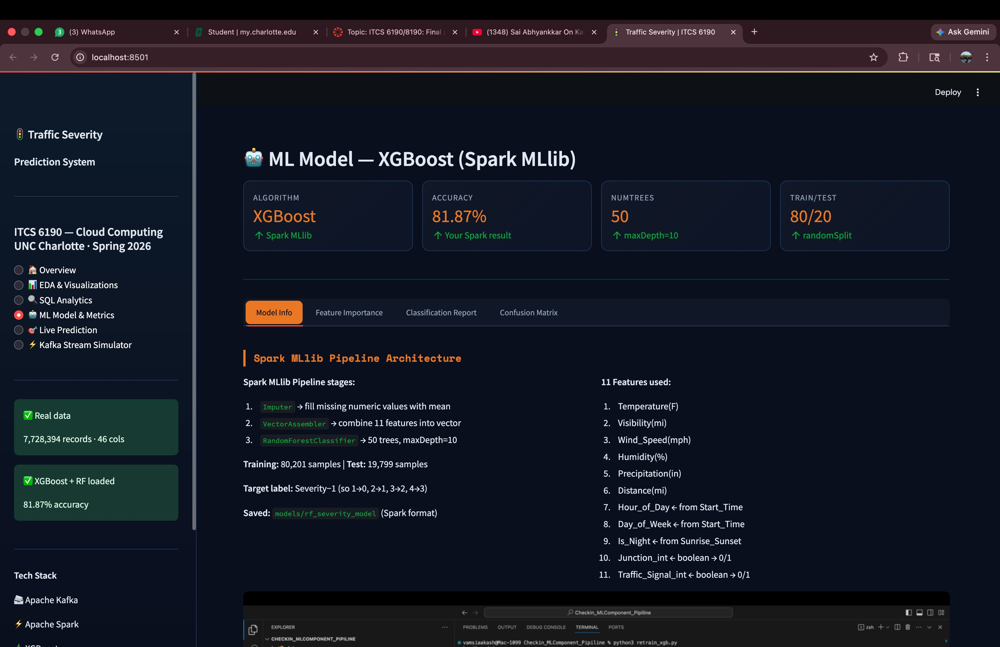 3 (3) WhatsApp
Student | my.charlotte.edu
Topic: ITCS 6190/8190: Final
(1348) Sai Abhyankkar On Ka
Traffic Severity | ITCS 6190
Ask Gemini
localhost:8501
Deploy
Traffic Severity
Prediction System
ITCS 6190 — Cloud Computing
UNC Charlotte · Spring 2026
Overview
EDA & Visualizations
SQL Analytics
ML Model & Metrics
Live Prediction
Kafka Stream Simulator
Real data
7,728,394 records · 46 cols
XGBoost + RF loaded
81.87% accuracy
Tech Stack
Apache Kafka
Apache Spark
ML Model — XGBoost (Spark MLlib)
ALGORITHM
XGBoost
↑ Spark MLlib
ACCURACY
81.87%
↑ Your Spark result
NUMTREES
50
↑ maxDepth=10
TRAIN/TEST
80/20
↑ randomSplit
Model Info
Feature Importance
Classification Report
Confusion Matrix
Spark MLlib Pipeline Architecture
Spark MLlib Pipeline stages:
1. Imputer → fill missing numeric values with mean
2. VectorAssembler → combine 11 features into vector
3. RandomForestClassifier → 50 trees, maxDepth=10
Training: 80,201 samples | Test: 19,799 samples
Target label: Severity−1 (so 1→0, 2→1, 3→2, 4→3)
Saved: models/rf_severity_model (Spark format)
11 Features used:
1. Temperature(F)
2. Visibility(mi)
3. Wind_Speed(mph)
4. Humidity(%)
5. Precipitation(in)
6. Distance(mi)
7. Hour_of_Day ← from Start_Time
8. Day_of_Week ← from Start_Time
9. Is_Night ← from Sunrise_Sunset
10. Junction_int ← boolean → 0/1
11. Traffic_Signal_int ← boolean → 0/1
Checkin_MLComponent_Pipiline
EXPLORER
CHECKIN_MLCOMPONENT_PIPILINE
PROBLEMS OUTPUT DEBUG CONSOLE TERMINAL PORTS
zsh
vamsiaakash@Mac-1099 Checkin_MLComponent_Pipiline % python3 retrain_xgb.py